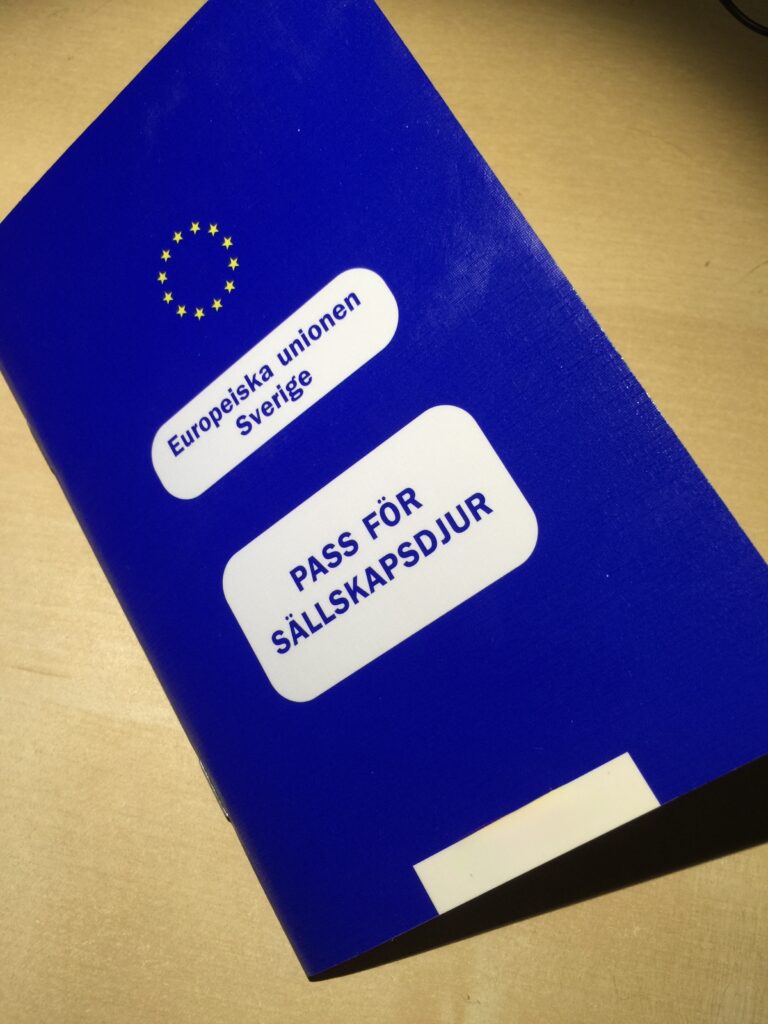 Europeiska unionen
Sverige
PASS FÖR
SÄLLSKAPSDJUR